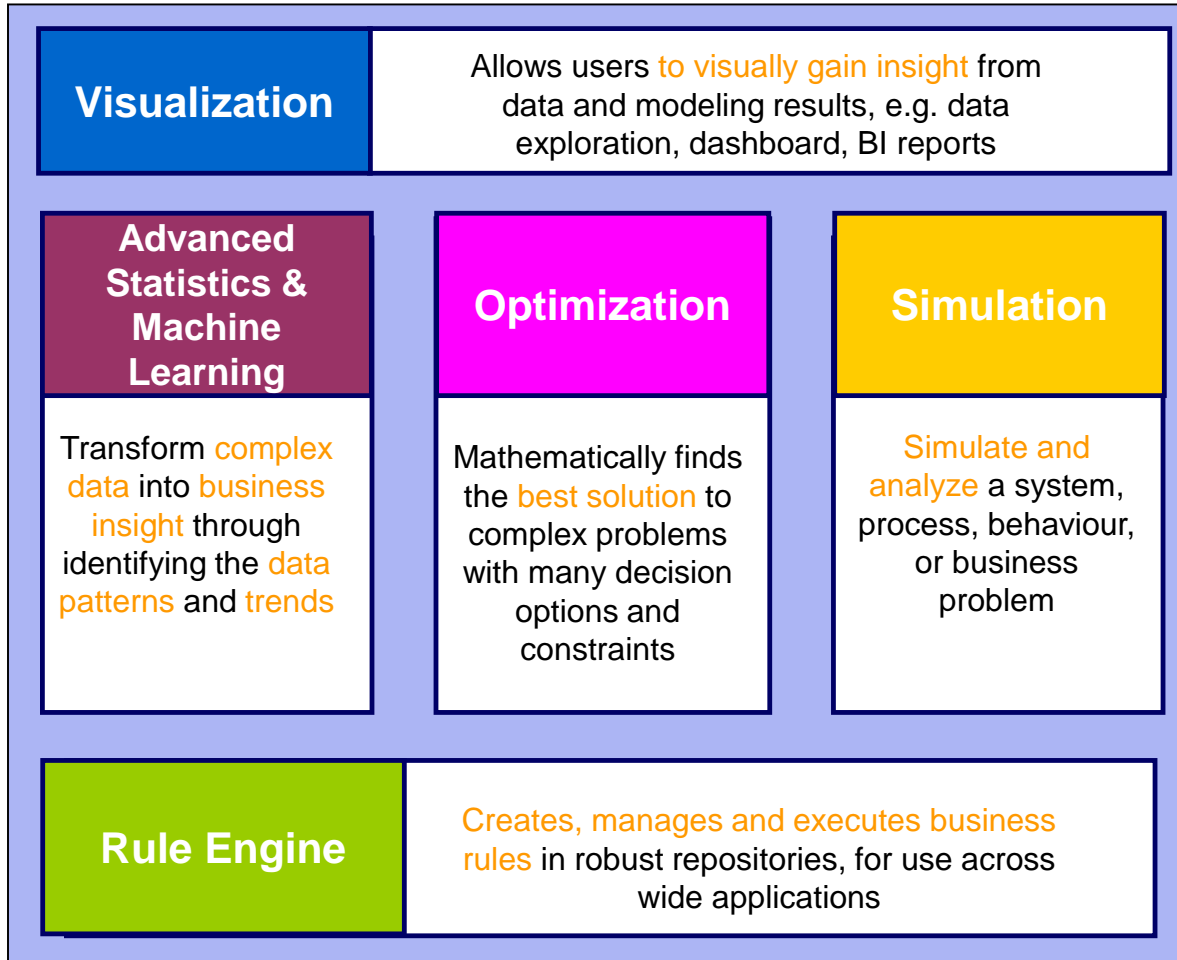 Visualization
Allows users to visually gain insight from
data and modeling results, e.g. data
exploration, dashboard, BI reports
Advanced
Statistics &
Machine
Learning
Transform complex
data into business
insight through
identifying the data
patterns and trends
Optimization
Mathematically finds
the best solution to
complex problems
with many decision
options and
constraints
Simulation
Simulate and
analyze a system,
process, behaviour,
or business
problem
Rule Engine
Creates, manages and executes business
rules in robust repositories, for use across
wide applications